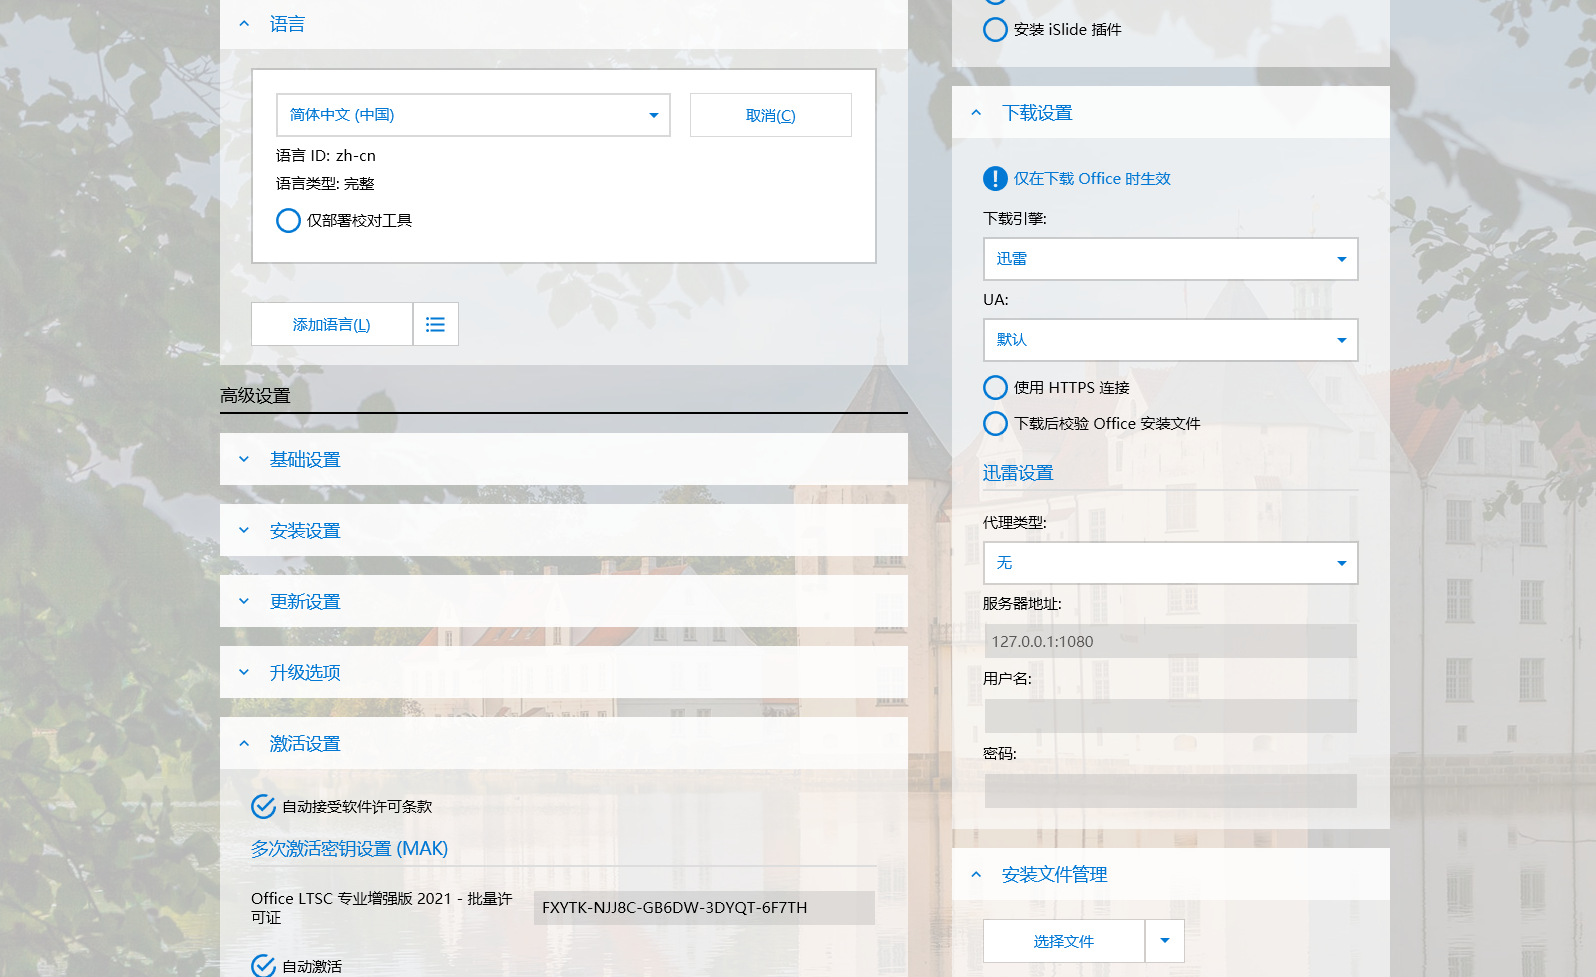 语言
简体中文 (中国)
取消(C)
语言 ID: zh-cn
语言类型: 完整
仅部署校对工具
添加语言(L)
高级设置
基础设置
安装设置
更新设置
升级选项
激活设置
自动接受软件许可条款
多次激活密钥设置 (MAK)
Office LTSC 专业增强版 2021 - 批量许
可证
FXYTK-NJJ8C-GB6DW-3DYQT-6F7TH
自动激活
安装 iSlide 插件
下载设置
仅在下载 Office 时生效
下载引擎:
迅雷
UA:
默认
使用 HTTPS 连接
下载后校验 Office 安装文件
迅雷设置
代理类型:
无
服务器地址:
127.0.0.1:1080
用户名:
密码:
安装文件管理
选择文件